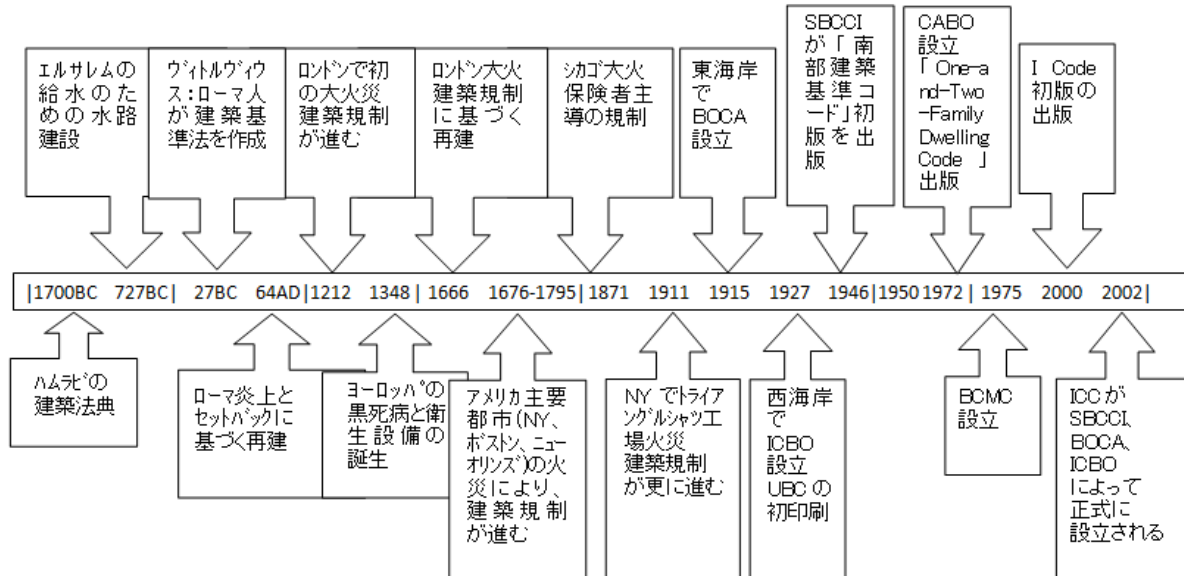 エルサレムの
給水のた
めの水路
建設
ヴィトルヴィウ
ス：ローマ人
が建築基
準法を作成
ロンドンで初
の大火災
建築規制
が進む
ロンドン大火
建築規制
に基づく
再建
シカゴ大火
保険者主
導の規制
東海岸
で
BOCA
設立
SBCCI
が「南
部建築
基準コ
ード」初
版を出
版
CABO
設立
「One-a
nd-Two
-Family
Dwelling
Code 」
出版
I Code
初版の
出版
|1700BC 727BC| 27BC 64AD|1212 1348| 1666 1676-1795|1871 1911 1915 1927 1946|1950 1972| 1975 2000 2002|
ハムラビの
建築法典
ローマ炎上と
セットバックに
基づく再建
ヨーロッパの
黒死病と衛
生設備の
誕生
アメリカ主要
都市(NY、
ボストン、ニュー
オリンズ)の火
災により、
建築規制
が進む
NY でトライア
ングルシャツ工
場火災
建築規制
が更に進む
西海岸
で
ICBO
設立
UBC の
初印刷
BCMC
設立
ICC が
SBCCI、
BOCA、
ICBO
によって
正式に
設立される